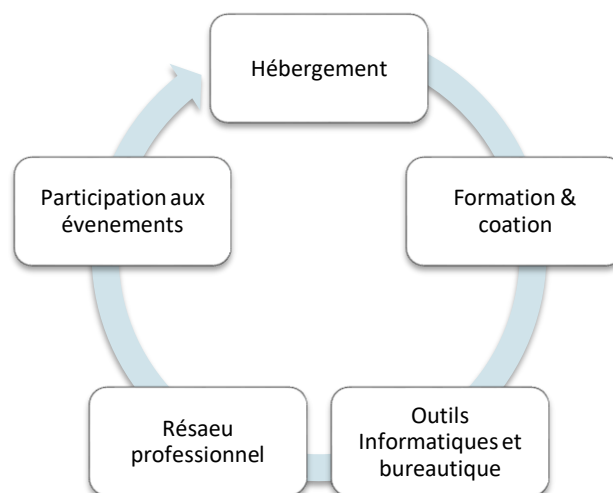 Hébergement
Formation &
coation
Outils
Informatiques et
bureautique
Résaeu
professionnel
Participation aux
évenements